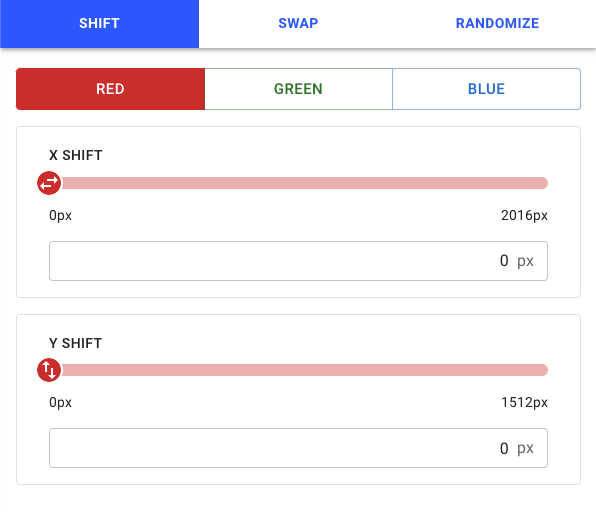 SHIFT SWAP RANDOMIZE
RED GREEN BLUE
X SHIFT
0px 2016px
0 px
Y SHIFT
0px 1512px
0 px